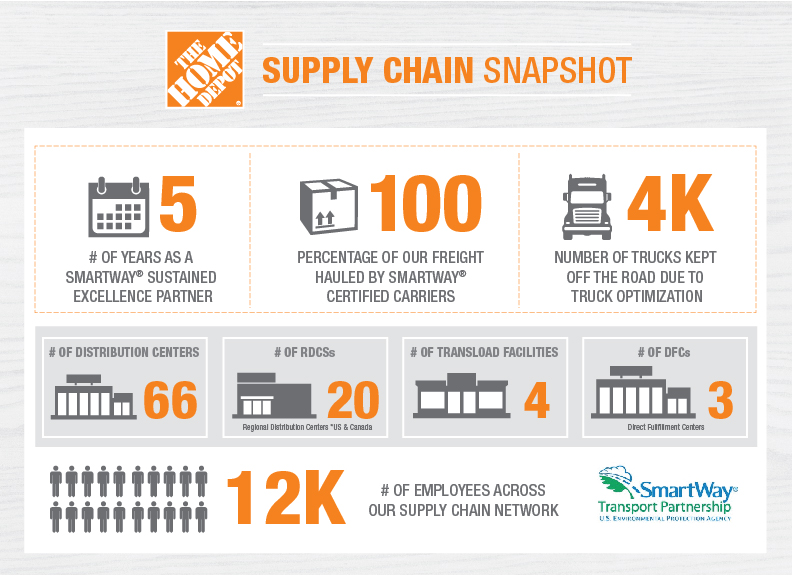 THE
HOME
DEPOT
SUPPLY CHAIN SNAPSHOT
5
# OF YEARS AS A
SMARTWAY® SUSTAINED
EXCELLENCE PARTNER
100
PERCENTAGE OF OUR FREIGHT
HAULED BY SMARTWAY®
CERTIFIED CARRIERS
4K
NUMBER OF TRUCKS KEPT
OFF THE ROAD DUE TO
TRUCK OPTIMIZATION
# OF DISTRIBUTION CENTERS
66
# OF RDCSs
20
Regional Distribution Centers *US & Canada
# OF TRANSLOAD FACILITIES
4
# OF DFCs
3
Direct Fullfillment Centers
12K
# OF EMPLOYEES ACROSS
OUR SUPPLY CHAIN NETWORK
SmartWay®
Transport Partnership
U.S. ENVIRONMENTAL PROTECTION AGENCY